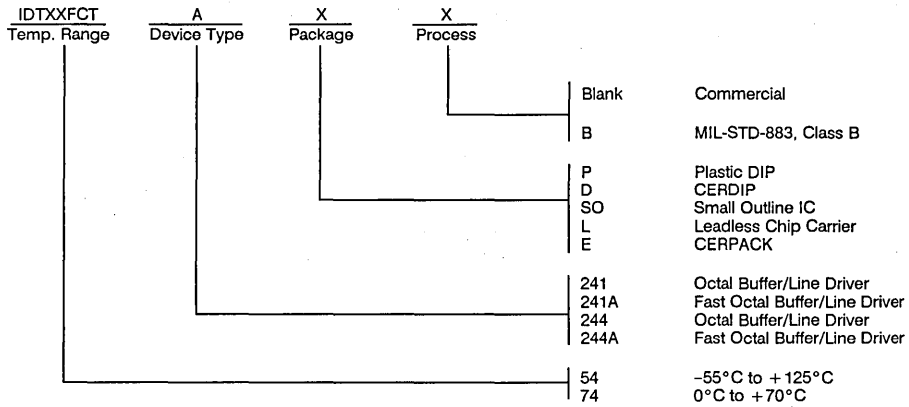 IDTXXFCT A X X
Temp. Range Device Type Package Process
Blank Commercial
B MIL-STD-883, Class B
P Plastic DIP
D CERDIP
SO Small Outline IC
L Leadless Chip Carrier
E CERPACK
241 Octal Buffer/Line Driver
241A Fast Octal Buffer/Line Driver
244 Octal Buffer/Line Driver
244A Fast Octal Buffer/Line Driver
54 –55°C to +125°C
74 0°C to +70°C